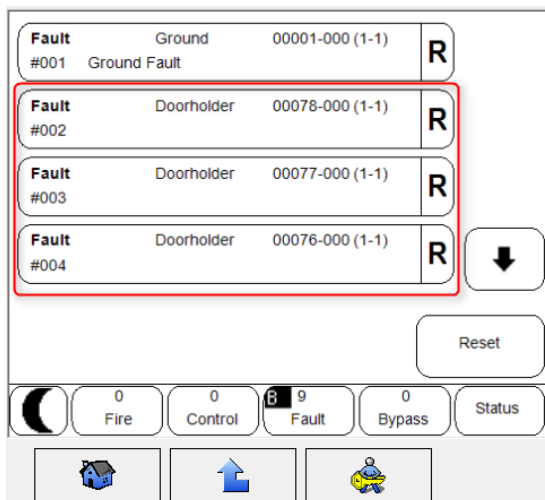 Fault Ground 00001-000 (1-1) R
#001 Ground Fault
Fault Doorholder 00078-000 (1-1) R
#002
Fault Doorholder 00077-000 (1-1) R
#003
Fault Doorholder 00076-000 (1-1) R
#004
Reset
0 0 B 9 0
Fire Control Fault Bypass Status